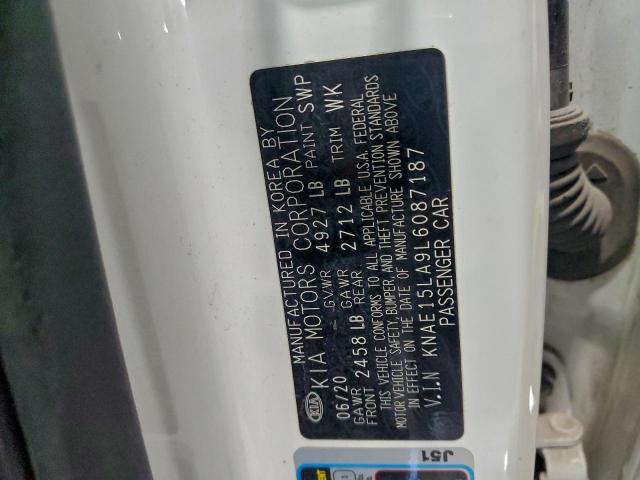 MANUFACTURED IN KOREA BY
KIA KIA MOTORS CORPORATION
06/20 GVWR 4927 LB PAINT SWP
GAWR FRONT 2458 LB GAWR REAR 2712 LB TRIM WK
THIS VEHICLE CONFORMS TO ALL APPLICABLE U.S.A. FEDERAL
MOTOR VEHICLE SAFETY, BUMPER, AND THEFT PREVENTION STANDARDS
IN EFFECT ON THE DATE OF MANUFACTURE SHOWN ABOVE
V.I.N KNAE15LA9L6087187
PASSENGER CAR
J51